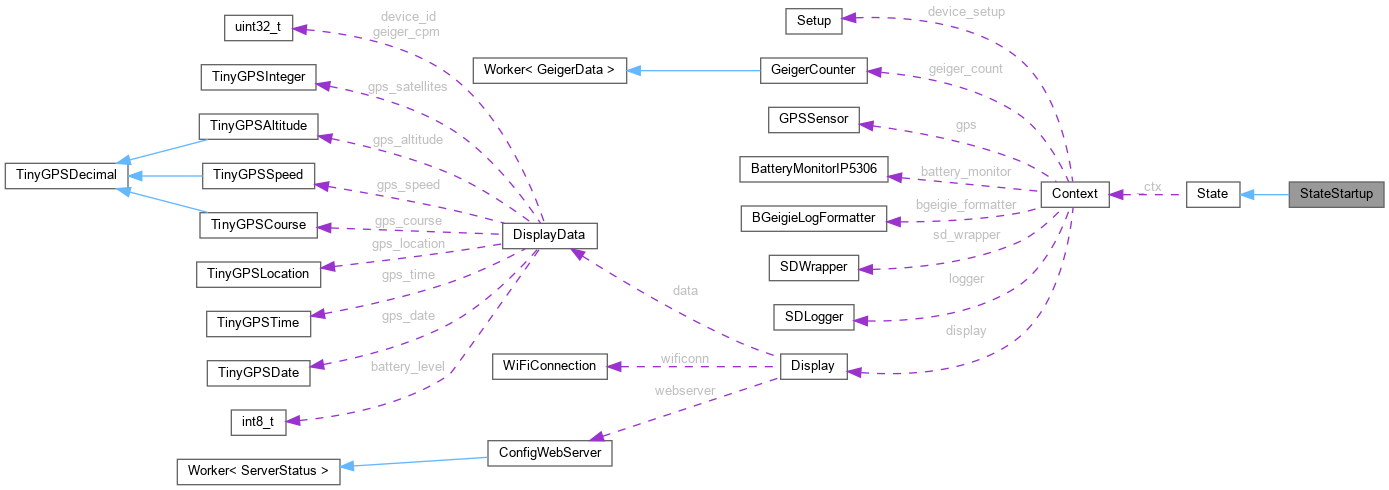 device_id
geiger_cpm
uint32_t
device_setup
Setup
TinyGPSInteger
gps_satellites
Worker< GeigerData >
GeigerCounter
geiger_count
TinyGPSAltitude
gps_altitude
GPSSensor
gps
TinyGPSDecimal
TinyGPSSpeed
gps_speed
BatteryMonitorIP5306
battery_monitor
Context
ctx
State
StateStartup
TinyGPSCourse
gps_course
BGeigieLogFormatter
bgeigie_formatter
DisplayData
sd_wrapper
gps_location
TinyGPSLocation
SDWrapper
gps_time
logger
data
TinyGPSTime
gps_date
SDLogger
display
TinyGPSDate
battery_level
WiFiConnection
wificonn
Display
webserver
int8_t
ConfigWebServer
Worker< ServerStatus >